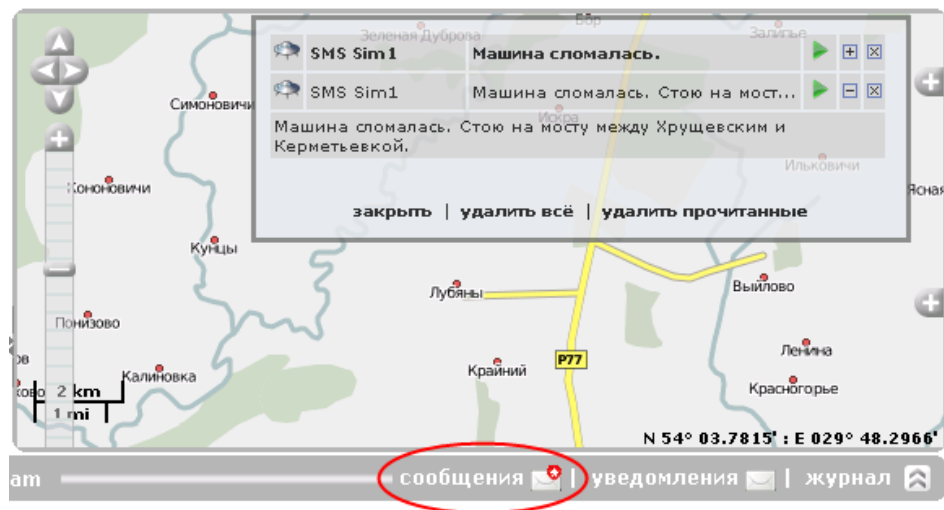 Бор
Зеленая Дуброва
Залипье
SMS Sim1 Машина сломалась.
SMS Sim1 Машина сломалась. Стою на мост...
Симоновичи
Искра
Машина сломалась. Стою на мосту между Хрущевским и
Керметьевкой.
Ильковичи
Кононовичи
Ясная
закрыть | удалить всё | удалить прочитанные
Кунцы
Выйлово
Лубяны
Понизово
Ленина
P77
Крайний
Калиновка
Красногорье
2 km
1 mi
N 54° 03.7815' : E 029° 48.2966'
am сообщения | уведомления | журнал